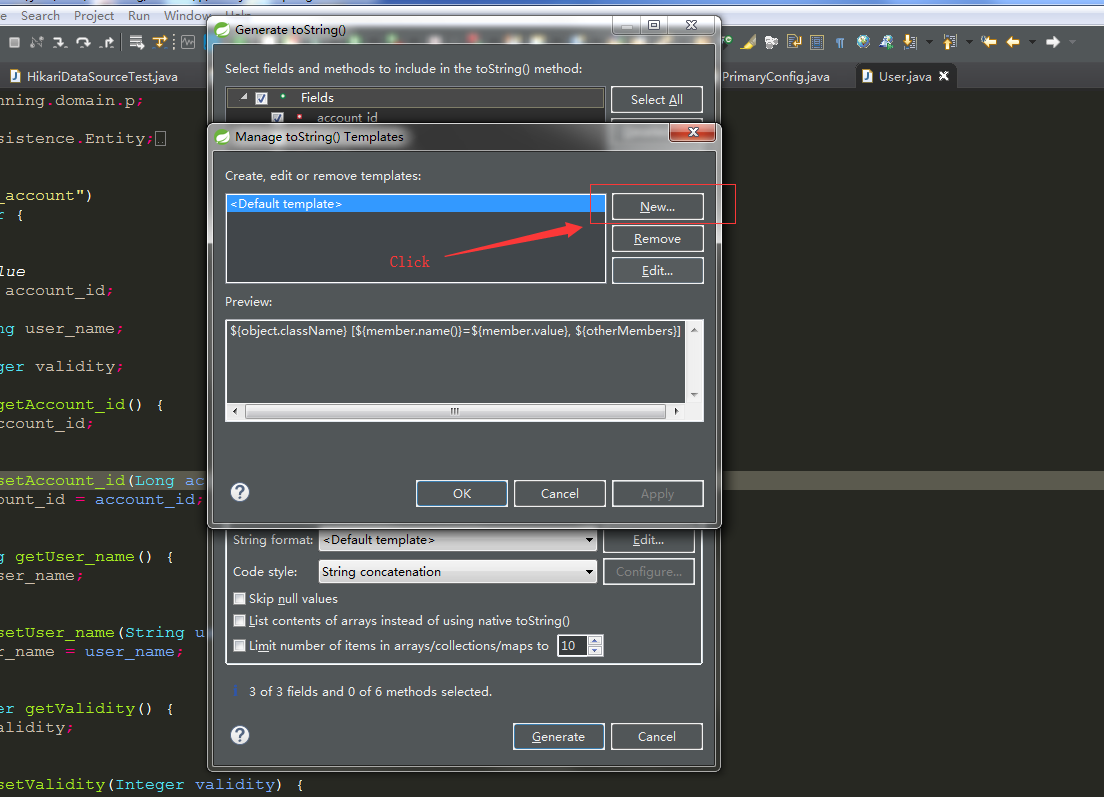 e Search Project Run Window Help
Generate toString()
HikariDataSourceTest.java
PrimaryConfig.java
User.java
Select fields and methods to include in the toString() method:
Fields
account_id
Select All
Manage toString() Templates
Create, edit or remove templates:
<Default template>
New...
Remove
Edit...
Click
Preview:
${object.className} [${member.name()}=${member.value}, ${otherMembers}]
OK
Cancel
Apply
String format:
<Default template>
Edit...
Code style:
String concatenation
Configure...
Skip null values
List contents of arrays instead of using native toString()
Limit number of items in arrays/collections/maps to 10
3 of 3 fields and 0 of 6 methods selected.
Generate
Cancel
nning.domain.p;
sistence.Entity;
_account")
r {
lue
account_id;
ng user_name;
ger validity;
getAccount_id() {
ccount_id;
setAccount_id(Long ac
ount_id = account_id;
g getUser_name() {
ser_name;
setUser_name(String u
r_name = user_name;
er getValidity() {
alidity;
setValidity(Integer validity) {